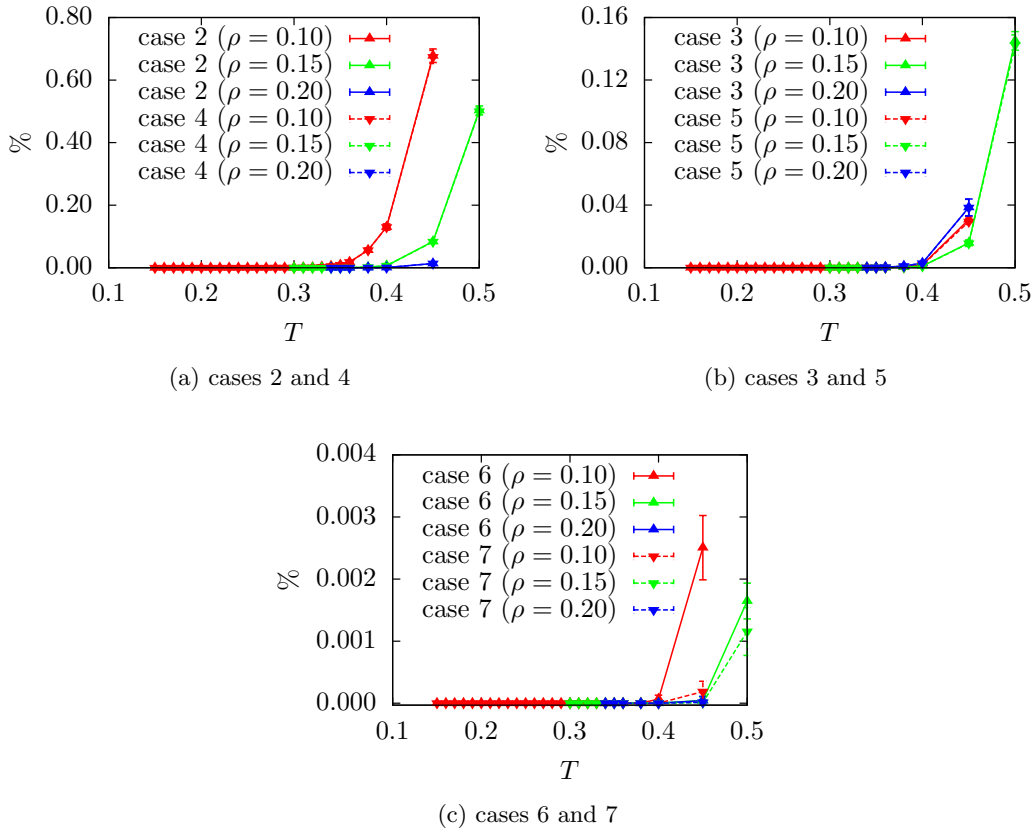 0.80
0.60
0.40
0.20
0.00
%
case 2 (ρ = 0.10)
case 2 (ρ = 0.15)
case 2 (ρ = 0.20)
case 4 (ρ = 0.10)
case 4 (ρ = 0.15)
case 4 (ρ = 0.20)
0.1 0.2 0.3 0.4 0.5
T
(a) cases 2 and 4
0.16
0.12
0.08
0.04
0.00
%
case 3 (ρ = 0.10)
case 3 (ρ = 0.15)
case 3 (ρ = 0.20)
case 5 (ρ = 0.10)
case 5 (ρ = 0.15)
case 5 (ρ = 0.20)
0.1 0.2 0.3 0.4 0.5
T
(b) cases 3 and 5
0.004
0.003
0.002
0.001
0.000
%
case 6 (ρ = 0.10)
case 6 (ρ = 0.15)
case 6 (ρ = 0.20)
case 7 (ρ = 0.10)
case 7 (ρ = 0.15)
case 7 (ρ = 0.20)
0.1 0.2 0.3 0.4 0.5
T
(c) cases 6 and 7